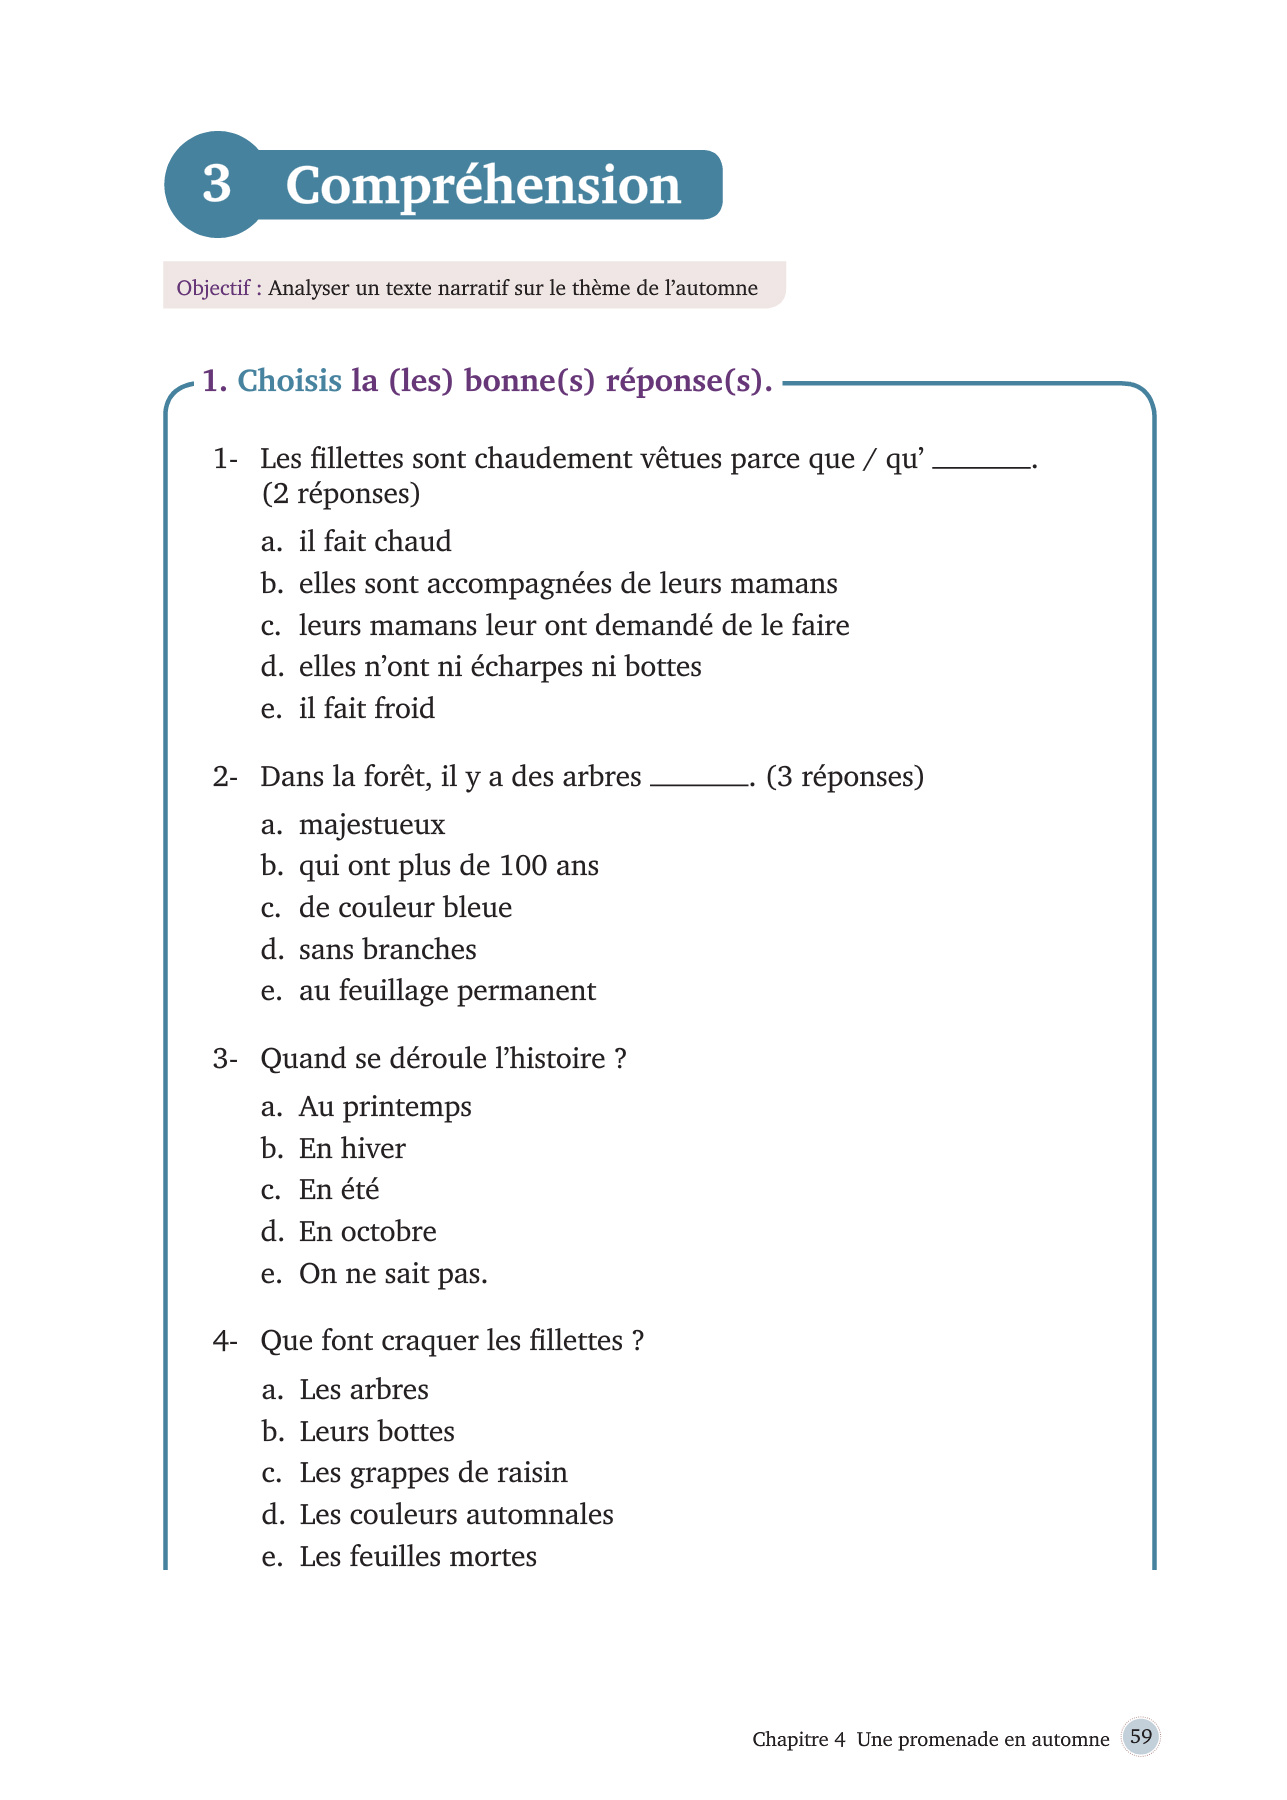 3 Compréhension
Objectif : Analyser un texte narratif sur le thème de l’automne
1. Choisis la (les) bonne(s) réponse(s).
1- Les fillettes sont chaudement vêtues parce que / qu’ _______.
(2 réponses)
a. il fait chaud
b. elles sont accompagnées de leurs mamans
c. leurs mamans leur ont demandé de le faire
d. elles n’ont ni écharpes ni bottes
e. il fait froid
2- Dans la forêt, il y a des arbres _______. (3 réponses)
a. majestueux
b. qui ont plus de 100 ans
c. de couleur bleue
d. sans branches
e. au feuillage permanent
3- Quand se déroule l’histoire ?
a. Au printemps
b. En hiver
c. En été
d. En octobre
e. On ne sait pas.
4- Que font craquer les fillettes ?
a. Les arbres
b. Leurs bottes
c. Les grappes de raisin
d. Les couleurs automnales
e. Les feuilles mortes
Chapitre 4 Une promenade en automne 59